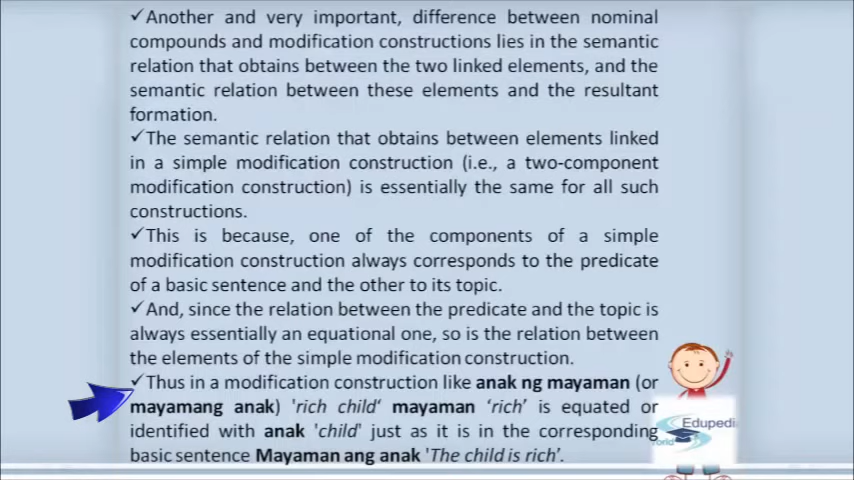 ✓Another and very important, difference between nominal
compounds and modification constructions lies in the semantic
relation that obtains between the two linked elements, and the
semantic relation between these elements and the resultant
formation.
✓The semantic relation that obtains between elements linked
in a simple modification construction (i.e., a two-component
modification construction) is essentially the same for all such
constructions.
✓This is because, one of the components of a simple
modification construction always corresponds to the predicate
of a basic sentence and the other to its topic.
✓And, since the relation between the predicate and the topic is
always essentially an equational one, so is the relation between
the elements of the simple modification construction.
✓Thus in a modification construction like anak ng mayaman (or
mayamang anak) 'rich child' mayaman 'rich' is equated or
identified with anak 'child' just as it is in the corresponding
basic sentence Mayaman ang anak 'The child is rich'.
Edupedi
World